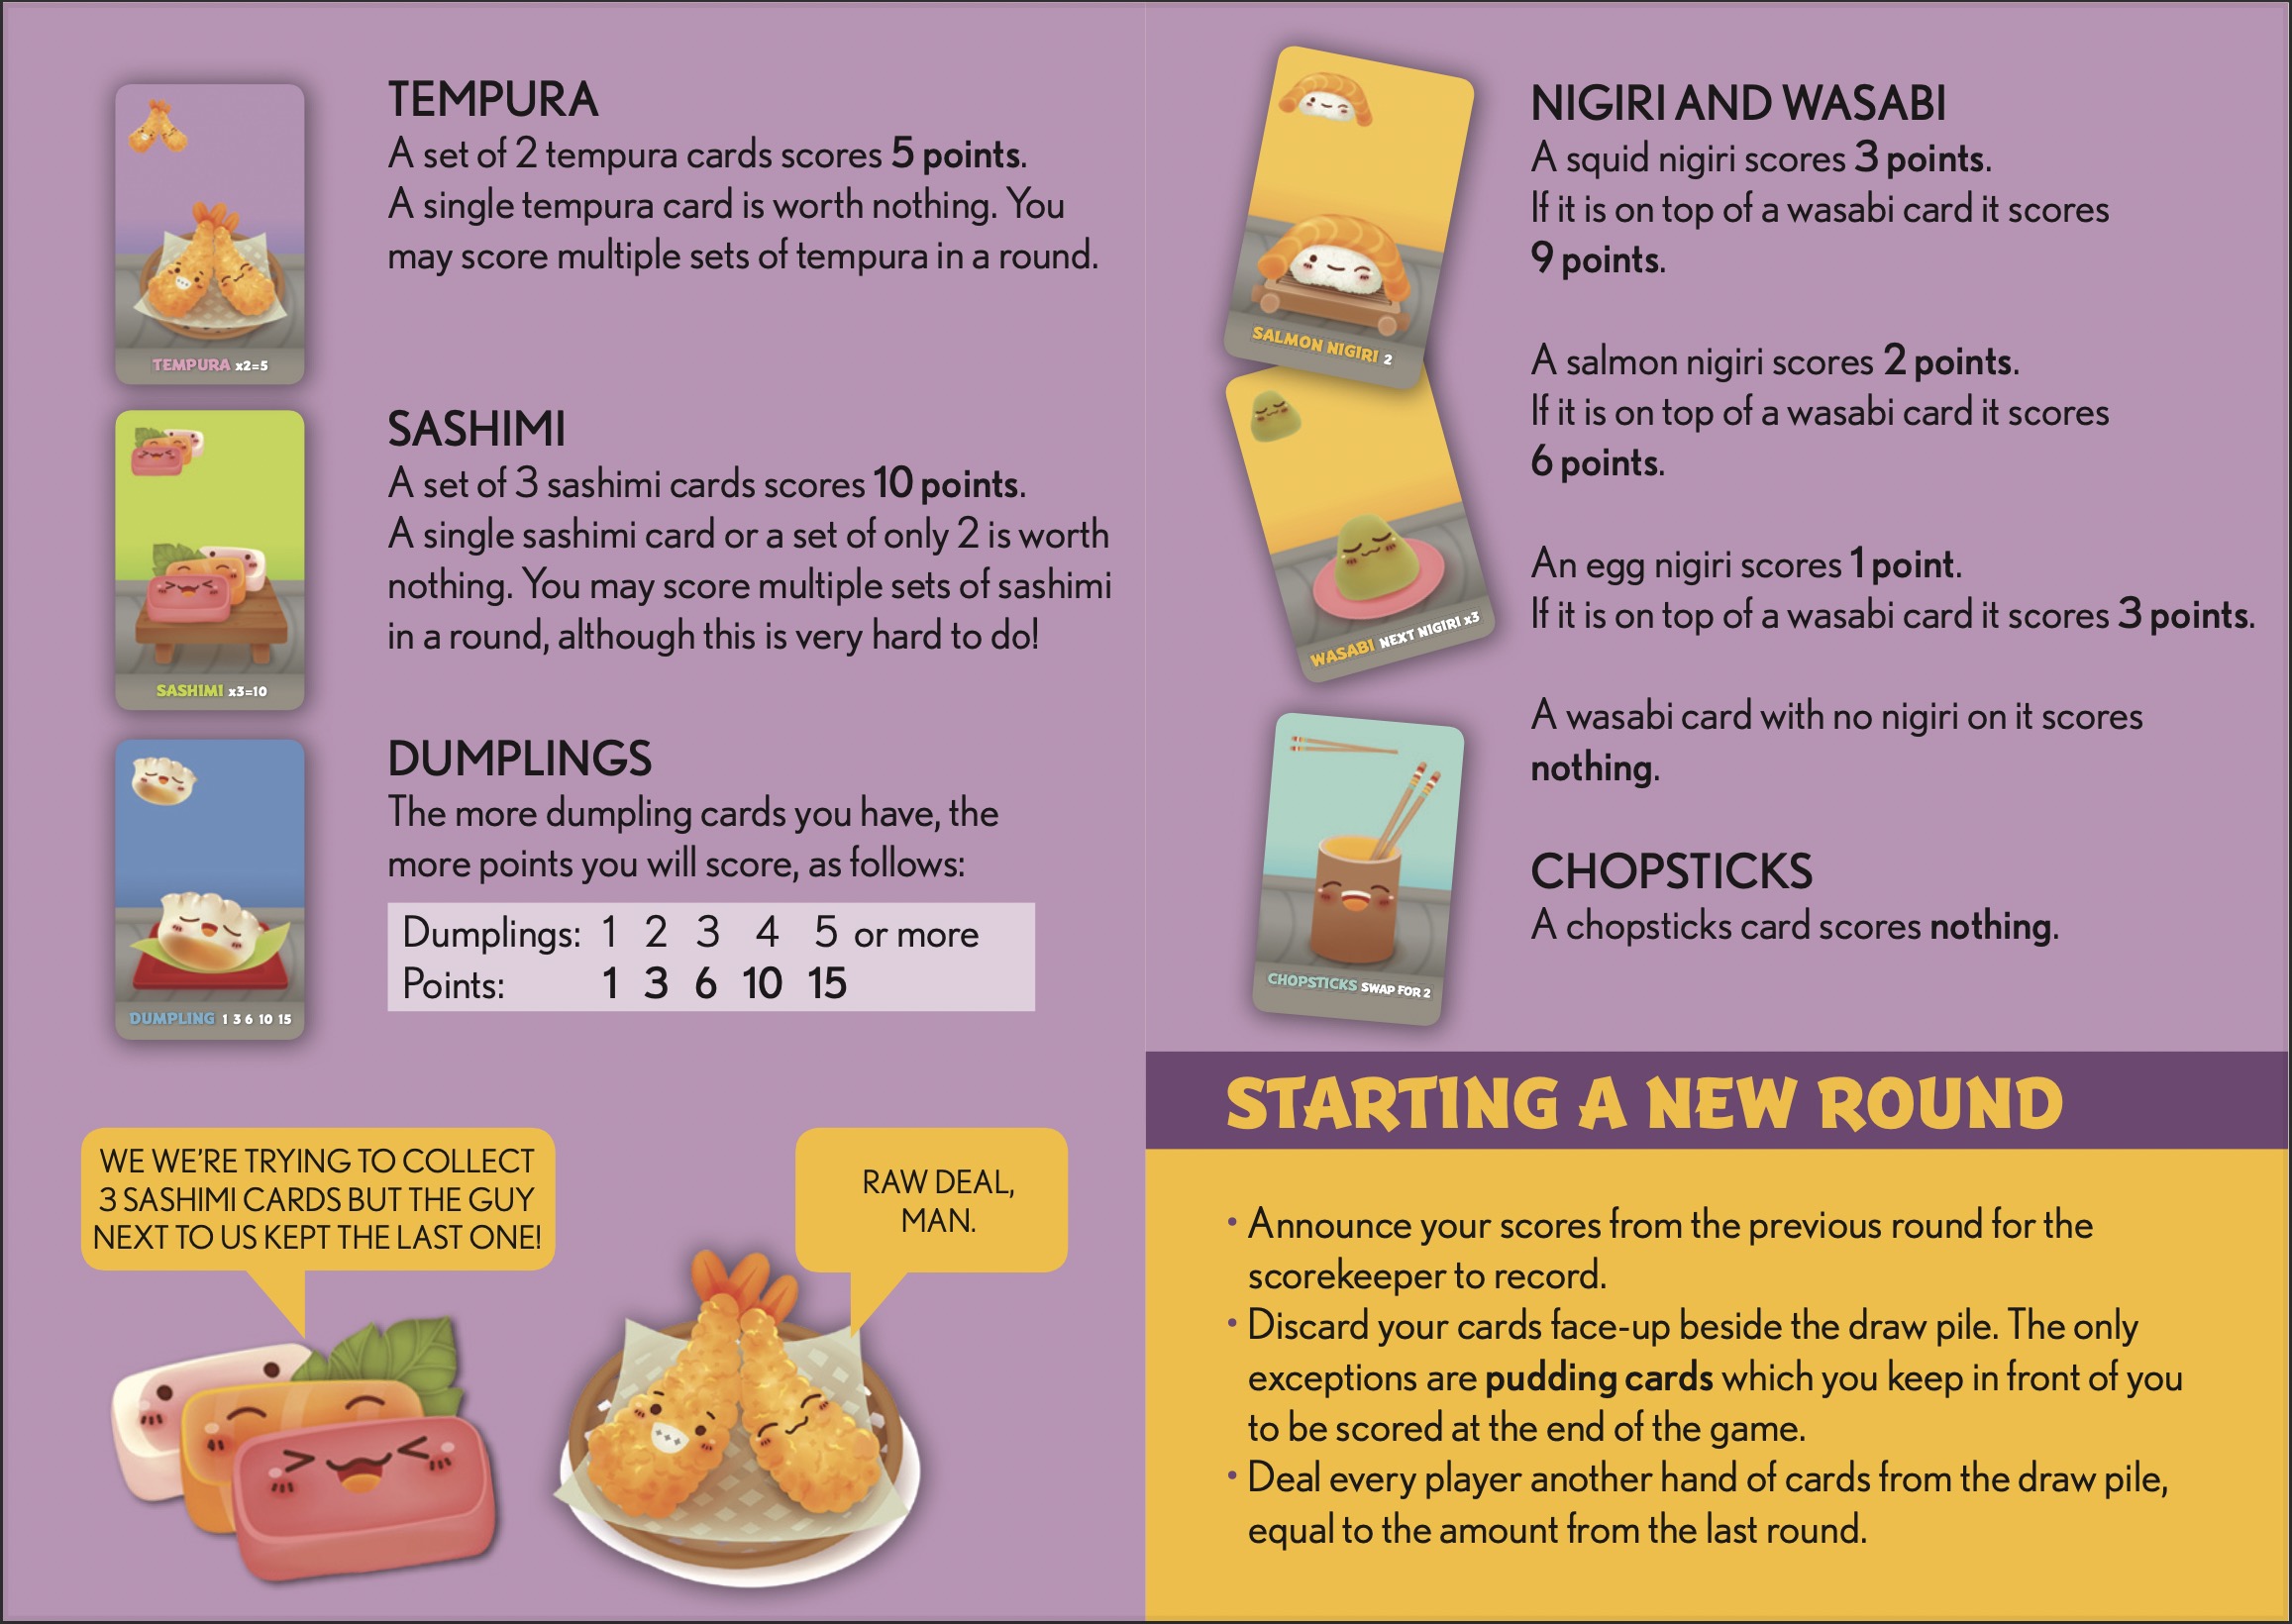 TEMPURA
A set of 2 tempura cards scores 5 points.
A single tempura card is worth nothing. You
may score multiple sets of tempura in a round.
TEMPURA x2=5
SASHIMI
A set of 3 sashimi cards scores 10 points.
A single sashimi card or a set of only 2 is worth
nothing. You may score multiple sets of sashimi
in a round, although this is very hard to do!
SASHIMI x3=10
DUMPLINGS
The more dumpling cards you have, the
more points you will score, as follows:
Dumplings: 1 2 3 4 5 or more
Points: 1 3 6 10 15
DUMPLING 1 3 6 10 15
WE WE'RE TRYING TO COLLECT
3 SASHIMI CARDS BUT THE GUY
NEXT TO US KEPT THE LAST ONE!
RAW DEAL,
MAN.
NIGIRI AND WASABI
A squid nigiri scores 3 points.
If it is on top of a wasabi card it scores
9 points.
A salmon nigiri scores 2 points.
If it is on top of a wasabi card it scores
6 points.
An egg nigiri scores 1 point.
If it is on top of a wasabi card it scores 3 points.
A wasabi card with no nigiri on it scores
nothing.
SALMON NIGIRI 2
WASABI NEXT NIGIRI x3
CHOPSTICKS
A chopsticks card scores nothing.
CHOPSTICKS SWAP FOR 2
STARTING A NEW ROUND
• Announce your scores from the previous round for the
scorekeeper to record.
• Discard your cards face-up beside the draw pile. The only
exceptions are pudding cards which you keep in front of you
to be scored at the end of the game.
• Deal every player another hand of cards from the draw pile,
equal to the amount from the last round.